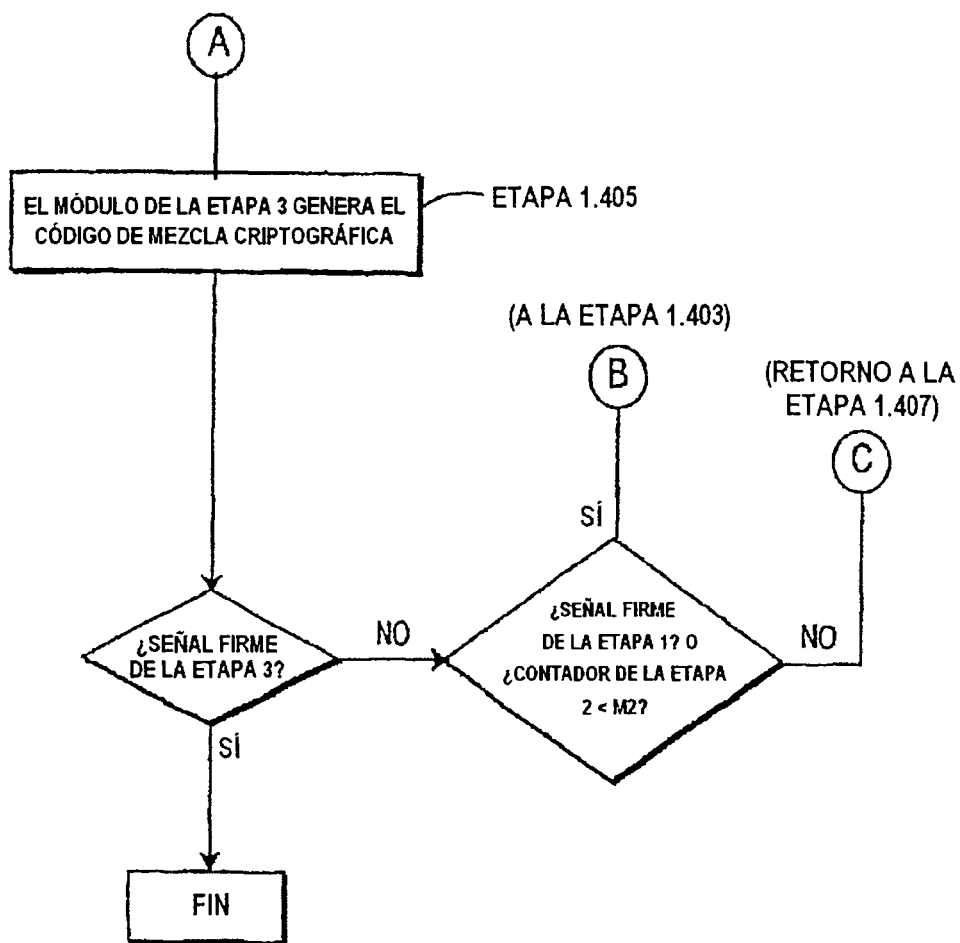 A
EL MÓDULO DE LA ETAPA 3 GENERA EL
CÓDIGO DE MEZCLA CRIPTOGRÁFICA
ETAPA 1.405
(A LA ETAPA 1.403)
B
(RETORNO A LA
ETAPA 1.407)
C
SÍ
¿SEÑAL FIRME
DE LA ETAPA 3?
NO
¿SEÑAL FIRME
DE LA ETAPA 1? O
¿CONTADOR DE LA ETAPA
2 < M2?
NO
SÍ
FIN